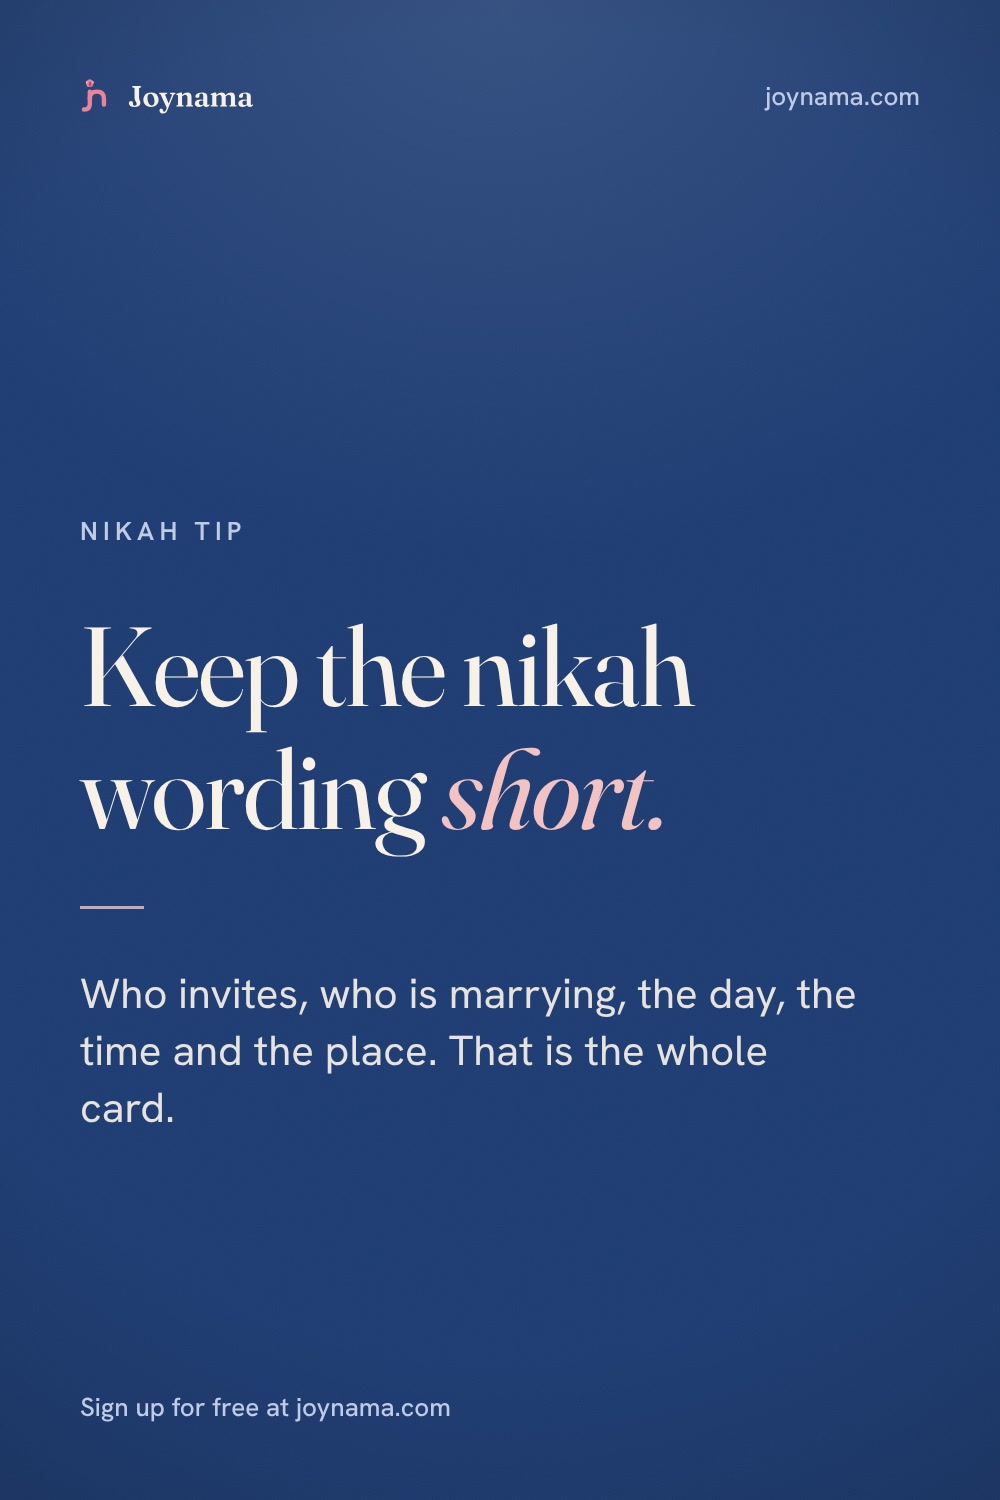 Joynama
joynama.com
NIKAH TIP
Keep the nikah
wording short.
Who invites, who is marrying, the day, the
time and the place. That is the whole
card.
Sign up for free at joynama.com